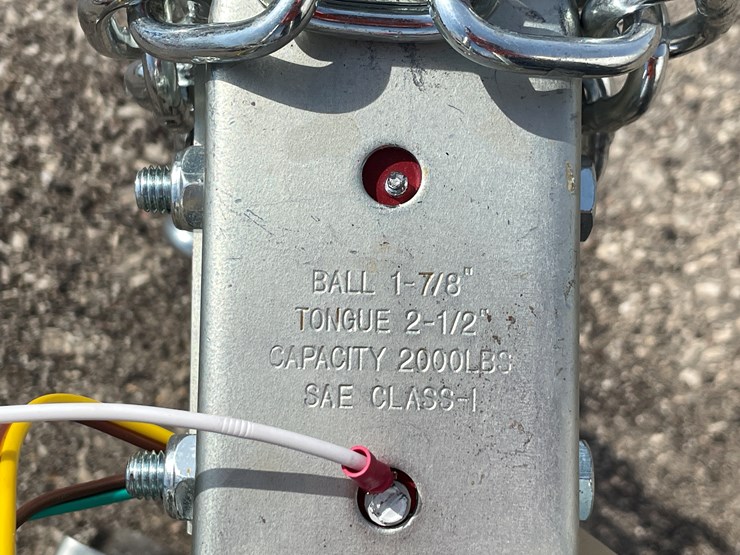 BALL 1-7/8"
TONGUE 2-1/2"
CAPACITY 2000LBS
SAE CLASS-I